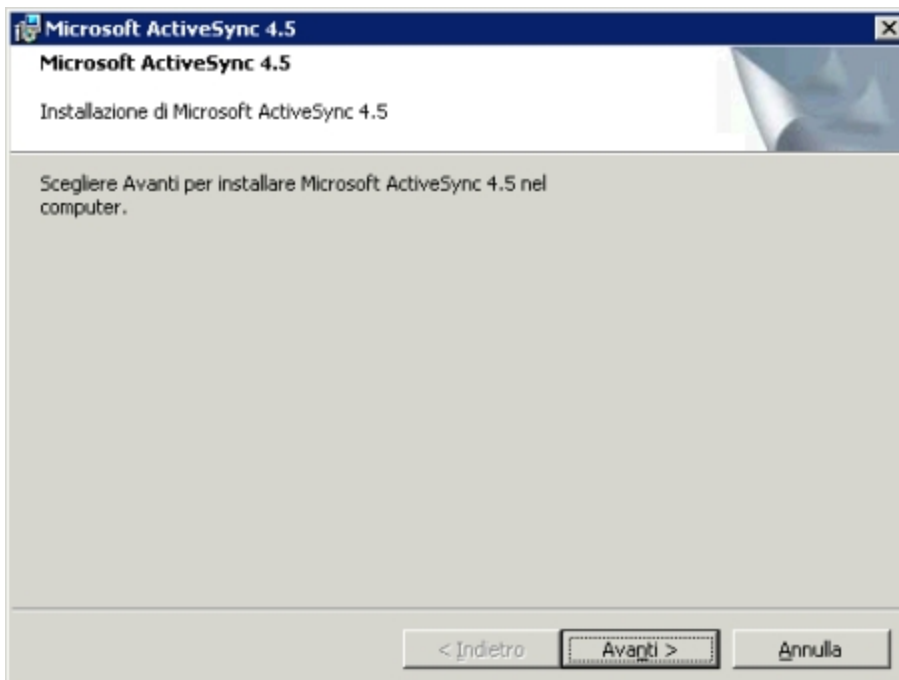 Microsoft ActiveSync 4.5
Microsoft ActiveSync 4.5
Installazione di Microsoft ActiveSync 4.5
Scegliere Avanti per installare Microsoft ActiveSync 4.5 nel
computer.
< Indietro
Avanti >
Annulla